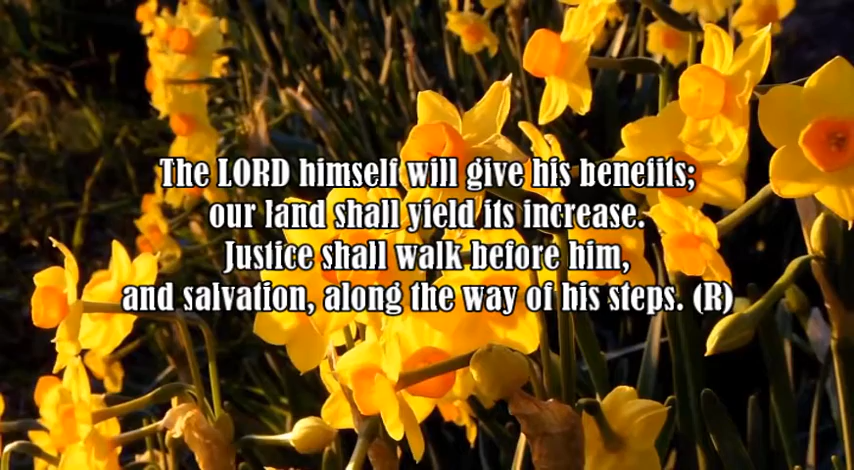 The LORD himself will give his benefits;
our land shall yield its increase.
Justice shall walk before him,
and salvation, along the way of his steps. (R)